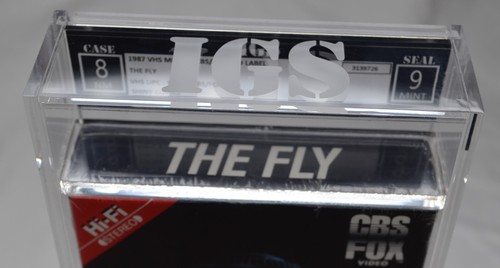 CASE
8
IGS
1987 VHS
LABEL
THE FLY
3139726
SEAL
9
MINT
THE FLY
Hi-Fi
STEREO
CBS
FOX
VIDEO